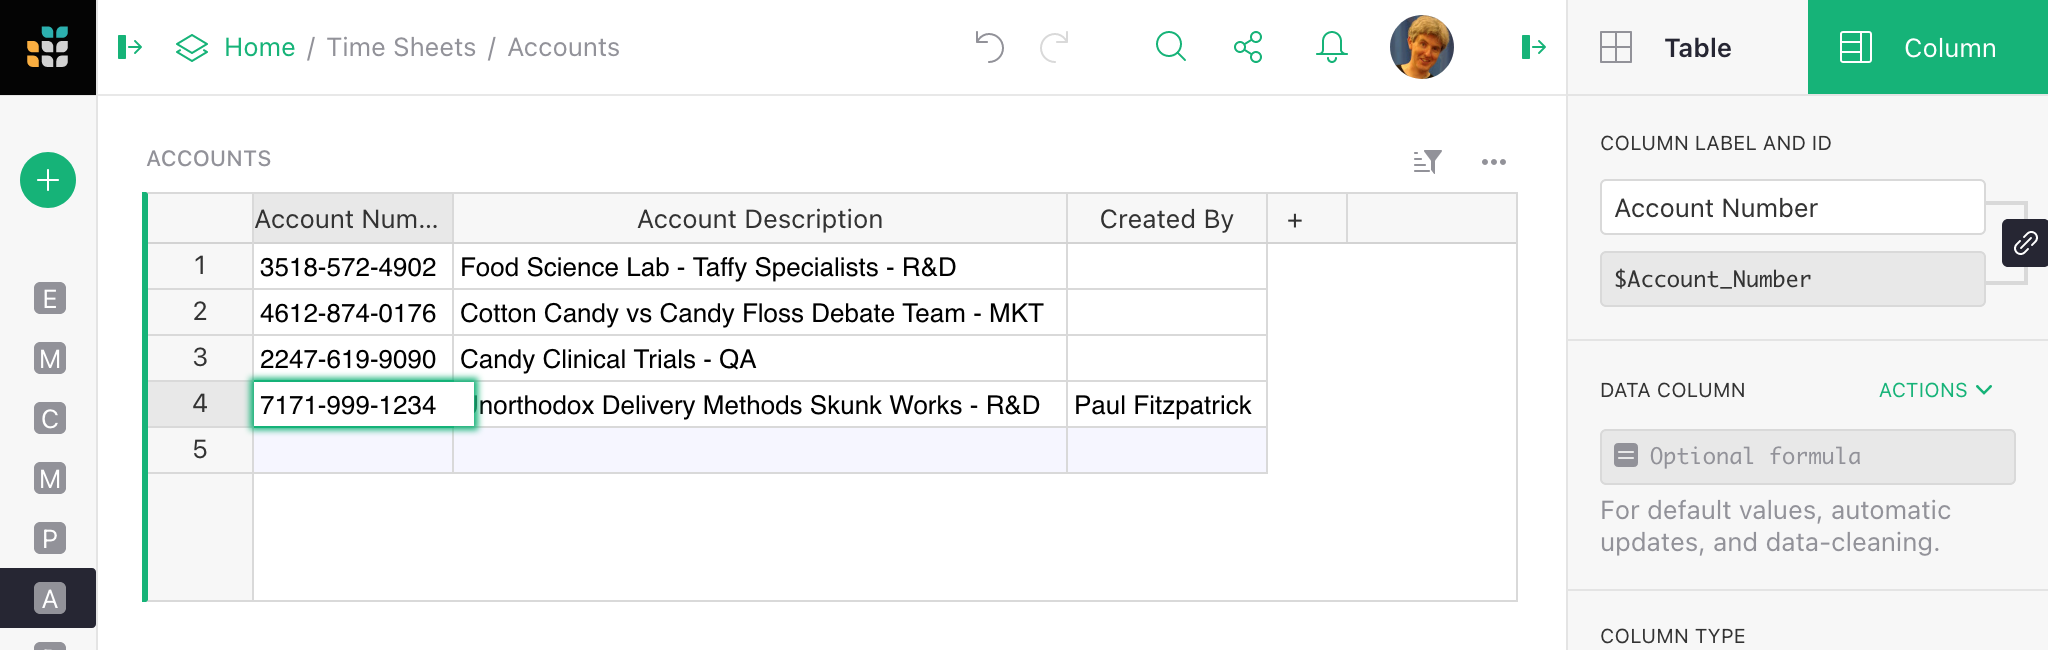 Home / Time Sheets / Accounts
Table
Column
ACCOUNTS
Account Num... Account Description Created By +
1 3518-572-4902 Food Science Lab - Taffy Specialists - R&D
2 4612-874-0176 Cotton Candy vs Candy Floss Debate Team - MKT
3 2247-619-9090 Candy Clinical Trials - QA
4 7171-999-1234 Unorthodox Delivery Methods Skunk Works - R&D Paul Fitzpatrick
5
E
M
C
M
P
A
COLUMN LABEL AND ID
Account Number
$Account_Number
DATA COLUMN ACTIONS
= Optional formula
For default values, automatic
updates, and data-cleaning.
COLUMN TYPE